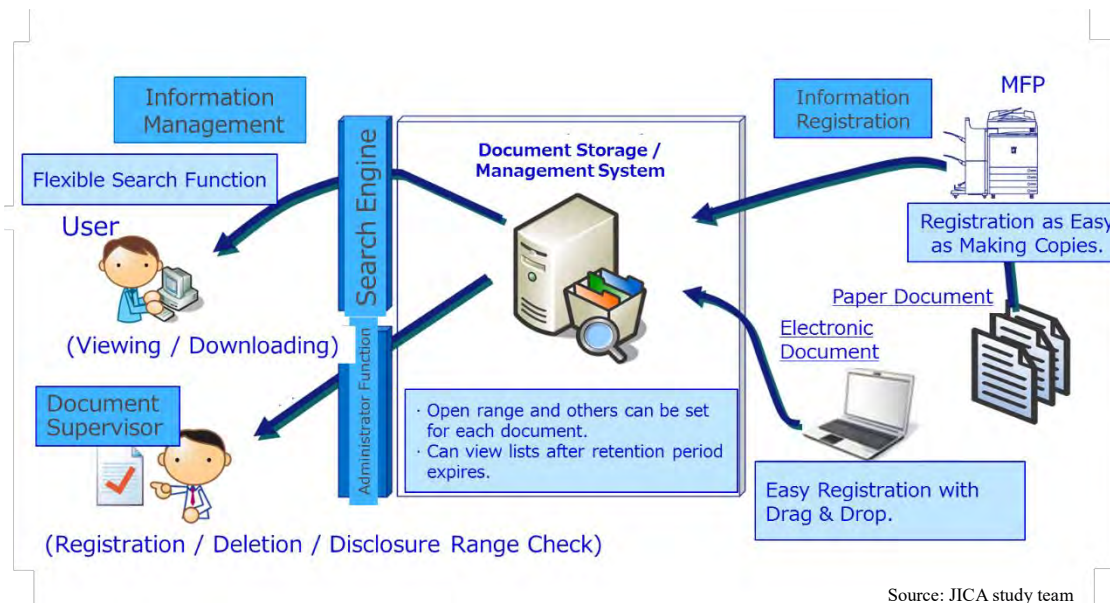 Information
Management
Flexible Search Function
User
(Viewing / Downloading)
Document
Supervisor
(Registration / Deletion / Disclosure Range Check)
Search Engine
Administrator Function
Document Storage /
Management System
· Open range and others can be set
for each document.
· Can view lists after retention period
expires.
Information
Registration
MFP
Registration as Easy
as Making Copies.
Paper Document
Electronic
Document
Easy Registration with
Drag & Drop.
Source: JICA study team